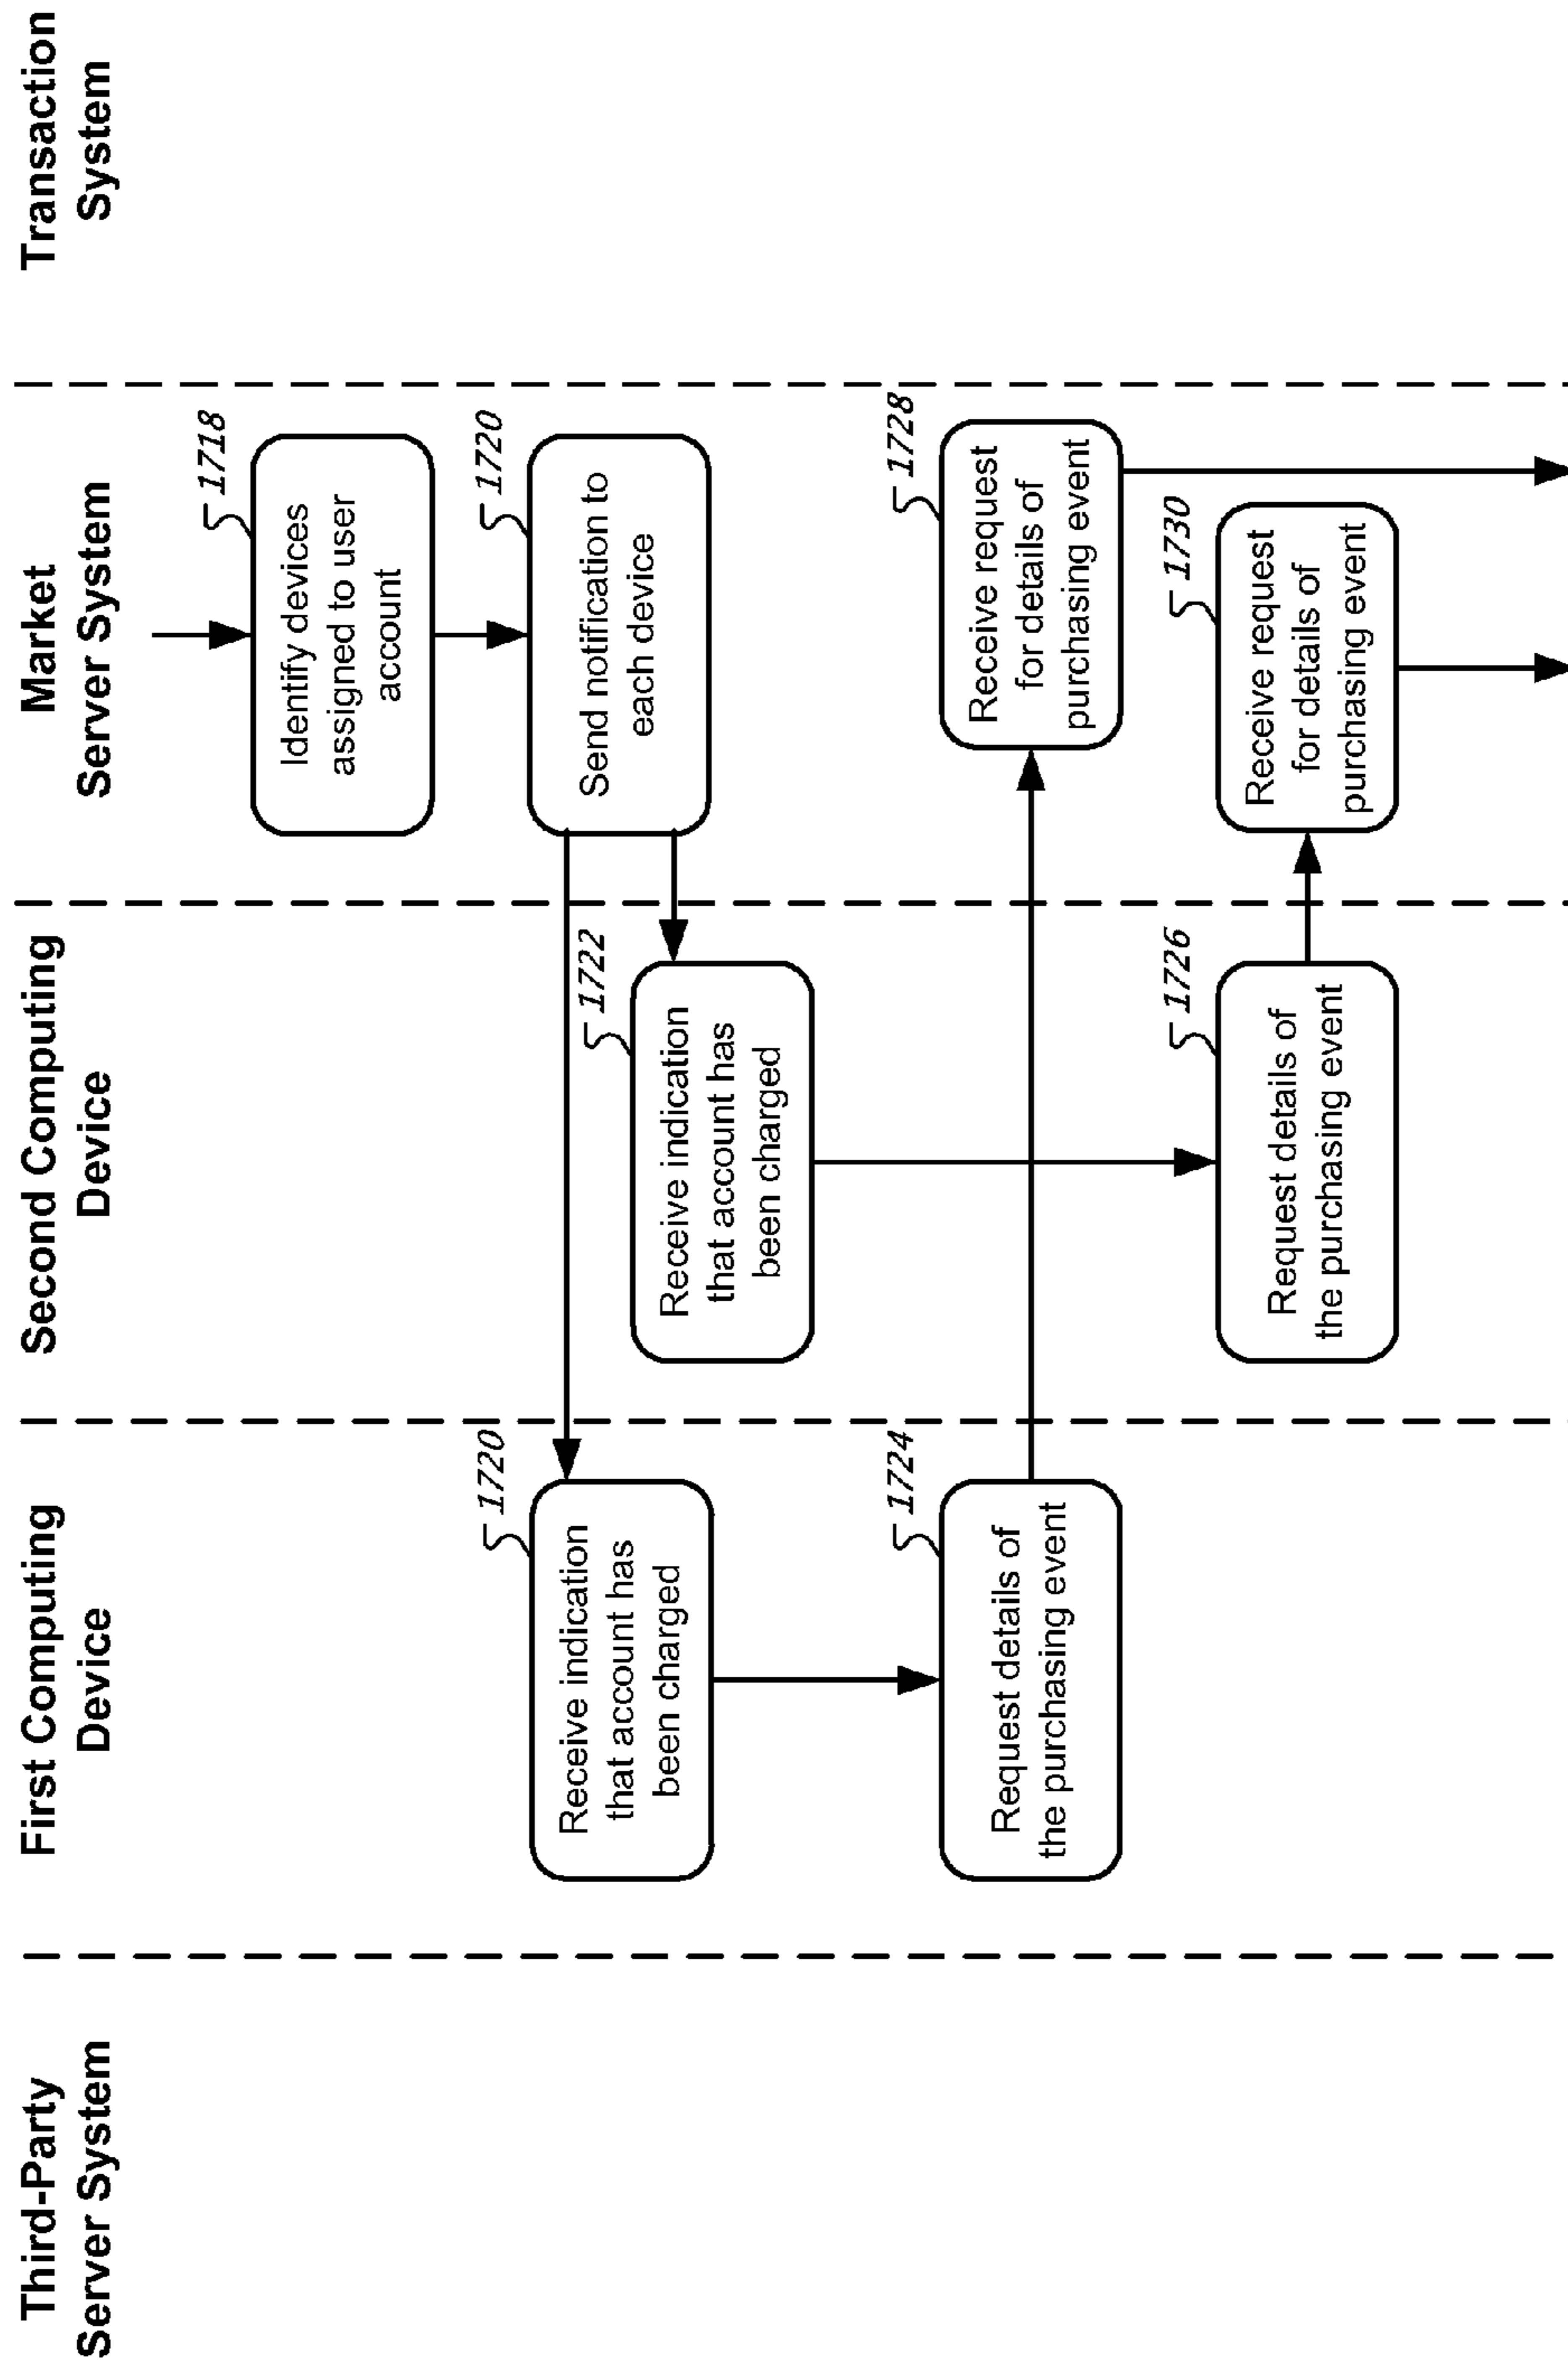 Third-Party
Server System
First Computing
Device
Second Computing
Device
Market
Server System
Transaction
System
1718
Identify devices
assigned to user
account
1720
Send notification to
each device
1720
Receive indication
that account has
been charged
1722
Receive indication
that account has
been charged
1724
Request details of
the purchasing event
1728
Receive request
for details of
purchasing event
1726
Request details of
the purchasing event
1730
Receive request
for details of
purchasing event